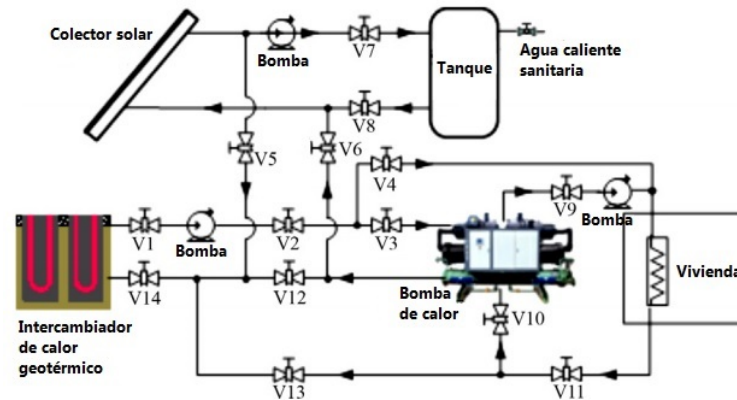 Colector solar
Bomba
V7
Tanque
Agua caliente
sanitaria
V8
V5
V6
V4
V9
Bomba
V1
Bomba
V2
V3
V14
V12
Bomba
de calor
V10
Vivienda
Intercambiador
de calor
geotérmico
V13
V11